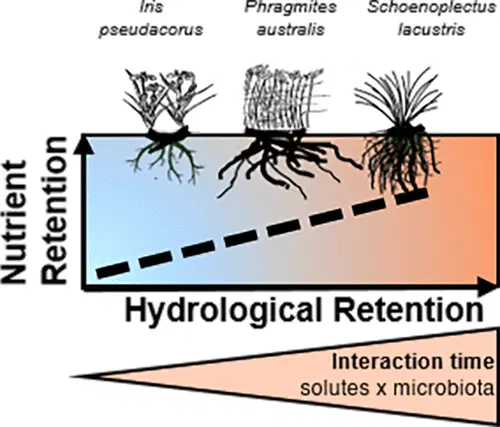 Iris
pseudacorus
Phragmites
australis
Schoenoplectus
lacustris
Nutrient
Retention
Hydrological Retention
Interaction time
solutes x microbiota